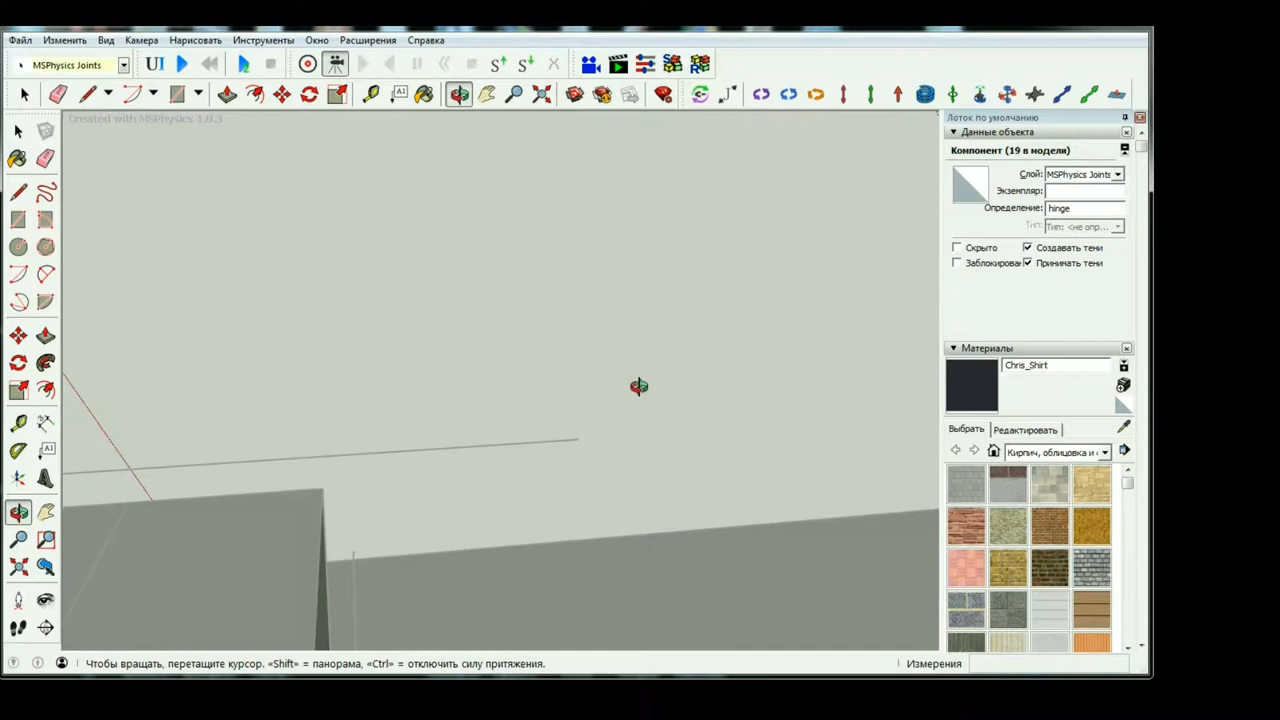 Файл Изменить Вид Камера Нарисовать Инструменты Окно Расширения Справка
MSPhysics Joints
UI
Created with MSPhysics 1.0.3
Лоток по умолчанию
Данные объекта
Компонент (19 в модели)
Слой: MSPhysics Joints
Экземпляр:
Определение: hinge
Тип: Тип: <не опр...
Скрыто Создавать тени
Заблокирован Принимать тени
Материалы
Chris_Shirt
Выбрать Редактировать
Кирпич, облицовка и
Чтобы вращать, перетащите курсор. «Shift» = панорама, «Ctrl» = отключить силу притяжения.
Измерения